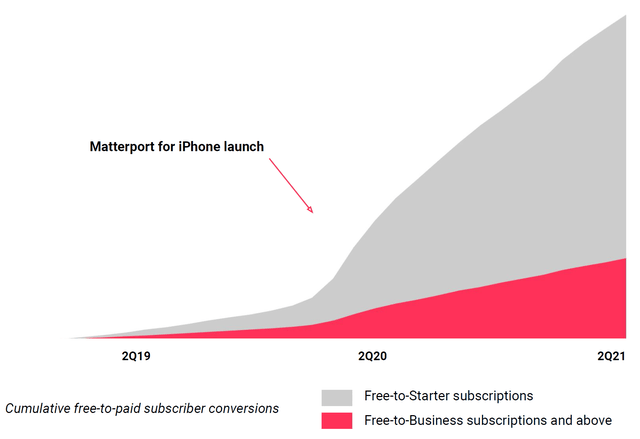 Matterport for iPhone launch
2Q19
2Q20
2Q21
Cumulative free-to-paid subscriber conversions
Free-to-Starter subscriptions
Free-to-Business subscriptions and above